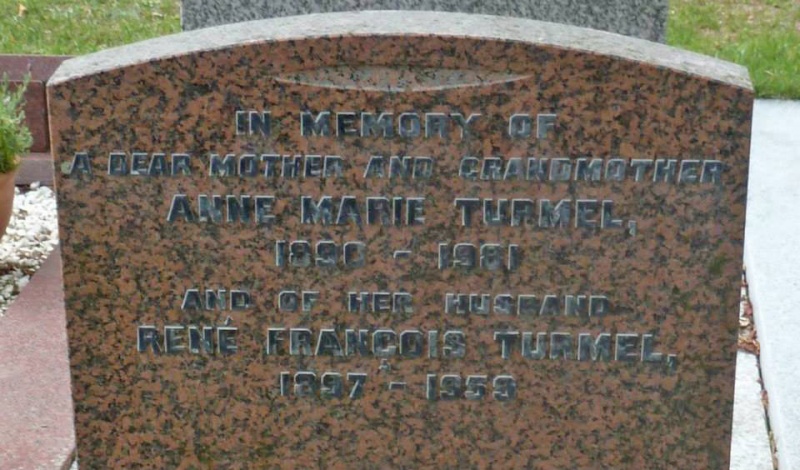 IN MEMORY OF
A DEAR MOTHER AND GRANDMOTHER
ANNE MARIE TURMEL,
1890 – 1981
AND OF HER HUSBAND
RENÉ FRANÇOIS TURMEL,
1897 – 1959